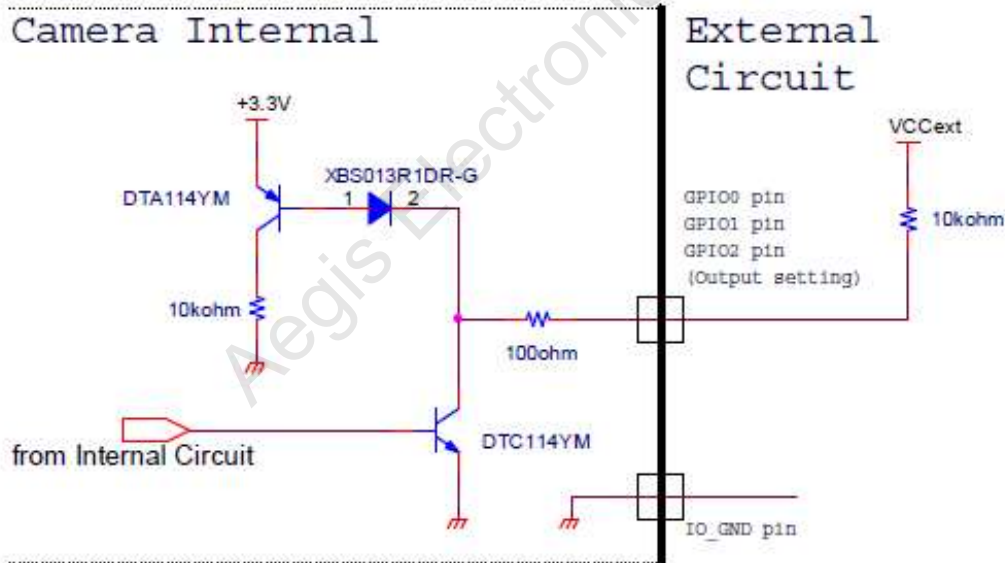 Camera Internal
External
Circuit
+3.3V
VCCext
XBS013R1DR-G
DTA114YM
1
2
GPIO0 pin
GPIO1 pin
GPIO2 pin
(Output setting)
10kohm
10kohm
100ohm
DTC114YM
from Internal Circuit
IO_GND pin
Aegis Electronic